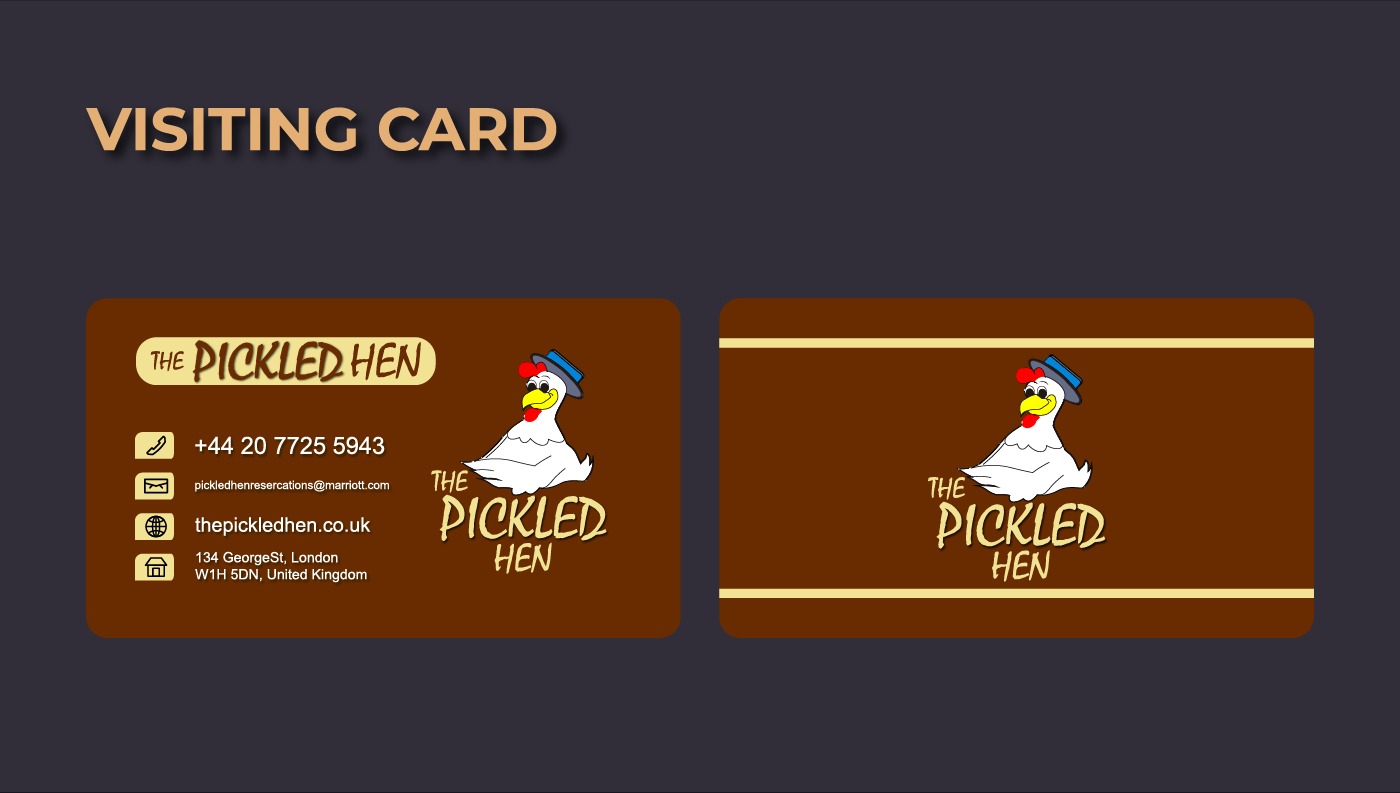 VISITING CARD
THE PICKLED HEN
+44 20 7725 5943
pickledhenresercations@marriott.com
thepickledhen.co.uk
134 GeorgeSt, London
W1H 5DN, United Kingdom
THE
PICKLED
HEN
THE
PICKLED
HEN